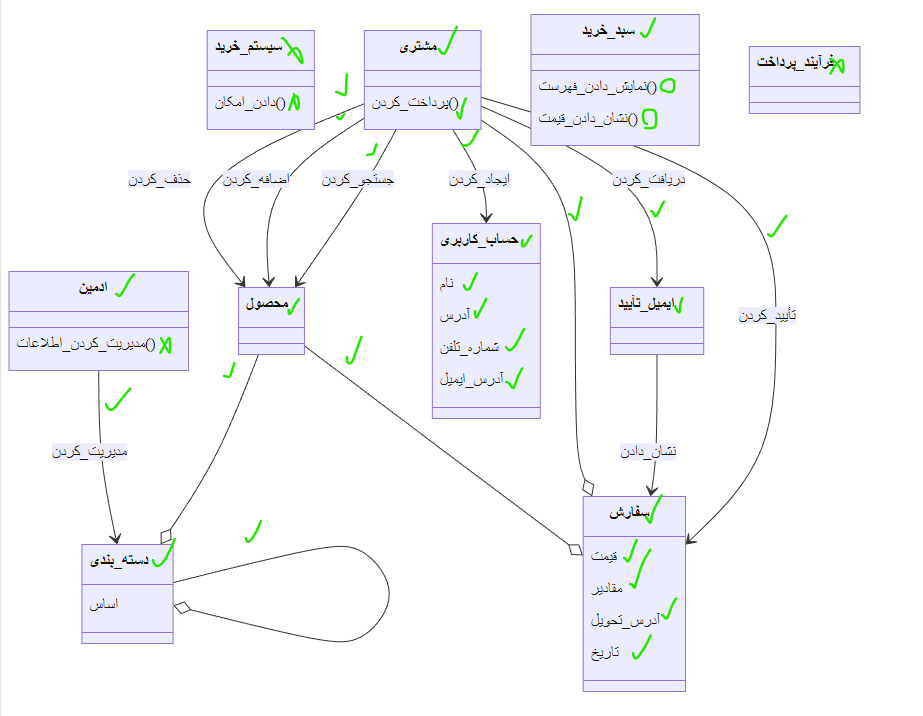 سیستم_خرید
دادن_امکان()
مشتری
پرداخت_کردن()
سبد_خرید
نمایش_دادن_فهرست()
نشان_دادن_قیمت()
فرآیند_پرداخت
حذف_کردن
اضافه_کردن
جستجی_کردن
ایجاد_کردن
دریافت_کردن
حساب_کاربری
نام
آدرس
شماره_تلفن
آدرس_ایمیل
ادمین
مدیریت_کردن_اطلاعات()
محصول
ایمیل_تأیید
تأیید_کردن
مدیریت_کردن
نشان_دادن
دسته_بندی
اساس
سفارش
قیمت
مقادیر
آدرس_تحویل
تاریخ